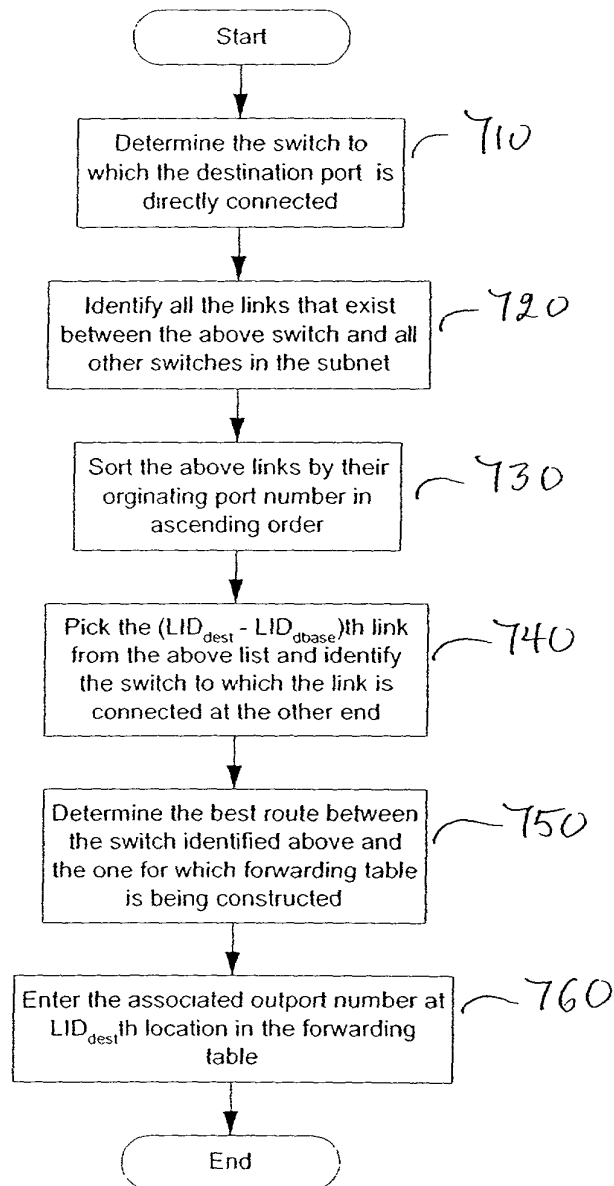 Start
Determine the switch to
which the destination port is
directly connected
710
Identify all the links that exist
between the above switch and all
other switches in the subnet
720
Sort the above links by their
orginating port number in
ascending order
730
Pick the (LID_dest - LID_dbase)th link
from the above list and identify
the switch to which the link is
connected at the other end
740
Determine the best route between
the switch identified above and
the one for which forwarding table
is being constructed
750
Enter the associated outport number at
LID_dest th location in the forwarding
table
760
End